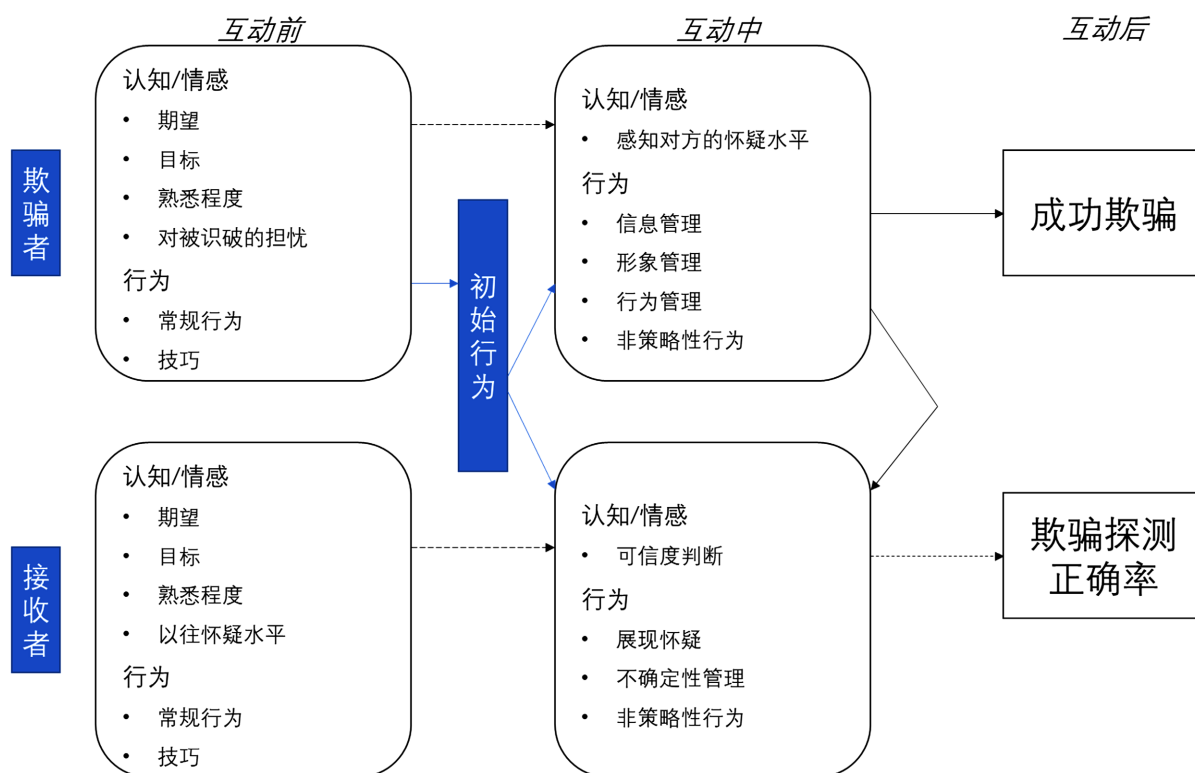 互动前
互动中
互动后
欺骗者
认知/情感
• 期望
• 目标
• 熟悉程度
• 对被识破的担忧
行为
• 常规行为
• 技巧
初始行为
认知/情感
• 感知对方的怀疑水平
行为
• 信息管理
• 形象管理
• 行为管理
• 非策略性行为
成功欺骗
接收者
认知/情感
• 期望
• 目标
• 熟悉程度
• 以往怀疑水平
行为
• 常规行为
• 技巧
认知/情感
• 可信度判断
行为
• 展现怀疑
• 不确定性管理
• 非策略性行为
欺骗探测
正确率